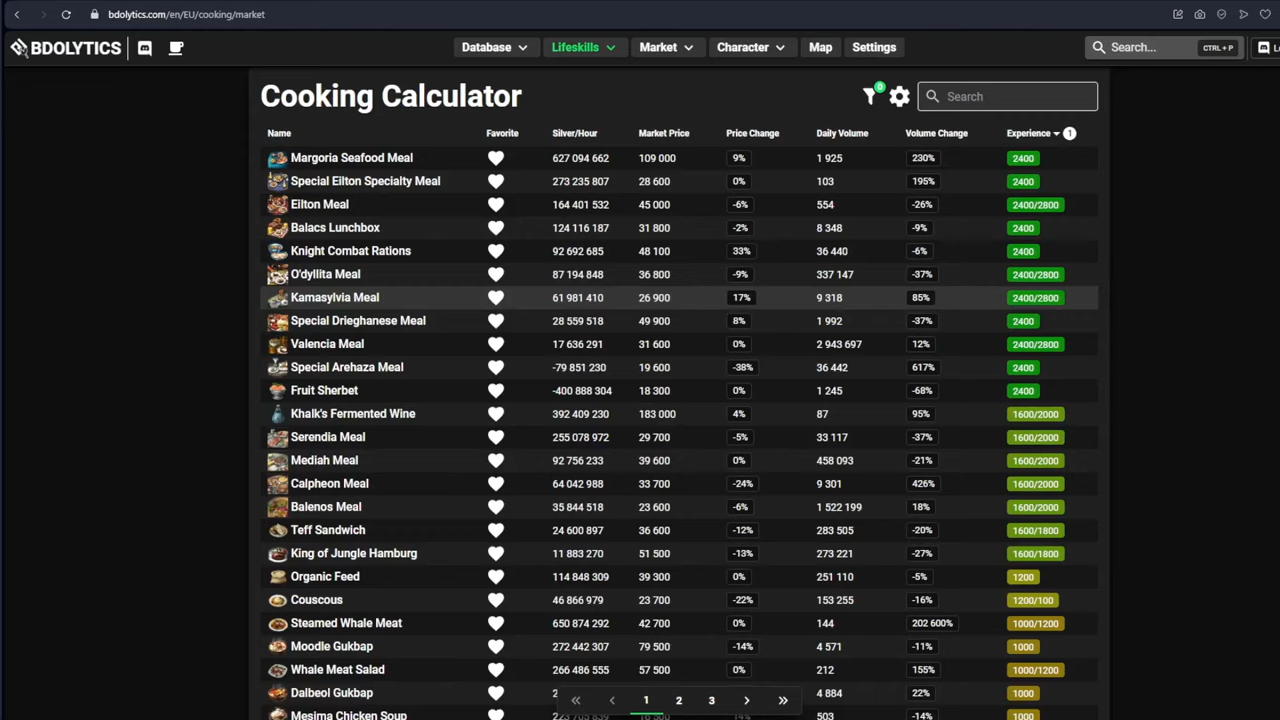 bdolytics.com/en/EU/cooking/market
BDOLYTICS Database Lifeskills Market Character Map Settings Search... CTRL + P
Cooking Calculator 0 Search
Name Favorite Silver/Hour Market Price Price Change Daily Volume Volume Change Experience 1
Margoria Seafood Meal 627 094 662 109 000 9% 1 925 230% 2400
Special Eilton Specialty Meal 273 235 807 28 600 0% 103 195% 2400
Eilton Meal 164 401 532 45 000 -6% 554 -26% 2400/2800
Balacs Lunchbox 124 116 187 31 800 -2% 8 348 -9% 2400
Knight Combat Rations 92 692 685 48 100 33% 36 440 -6% 2400
O'dyllita Meal 87 194 848 36 800 -9% 337 147 -37% 2400/2800
Kamasylvia Meal 61 981 410 26 900 17% 9 318 85% 2400/2800
Special Drieghanese Meal 28 559 518 49 900 8% 1 992 -37% 2400
Valencia Meal 17 636 291 31 600 0% 2 943 697 12% 2400/2800
Special Arehaza Meal -79 851 230 19 600 -38% 36 442 617% 2400
Fruit Sherbet -400 888 304 18 300 0% 1 245 -68% 2400
Khalk's Fermented Wine 392 409 230 183 000 4% 87 95% 1600/2000
Serendia Meal 255 078 972 29 700 -5% 33 117 -37% 1600/2000
Mediah Meal 92 756 233 39 600 0% 458 093 -21% 1600/2000
Calpheon Meal 64 042 988 33 700 -24% 9 301 426% 1600/2000
Balenos Meal 35 844 518 23 600 -6% 1 522 199 18% 1600/2000
Teff Sandwich 24 600 897 36 600 -12% 283 505 -20% 1600/1800
King of Jungle Hamburg 11 883 270 51 500 -13% 273 221 -27% 1600/1800
Organic Feed 114 848 309 39 300 0% 251 110 -5% 1200
Couscous 46 866 979 23 700 -22% 153 255 -16% 1200/100
Steamed Whale Meat 650 874 292 42 700 0% 144 202 600% 1000/1200
Moodle Gukbap 272 442 307 79 500 -14% 4 571 -11% 1000
Whale Meat Salad 266 486 555 57 500 0% 212 155% 1000/1200
Dalbeol Gukbap 4 884 22% 1000
1 2 3
Mesima Chicken Soup 503 -14% 1000